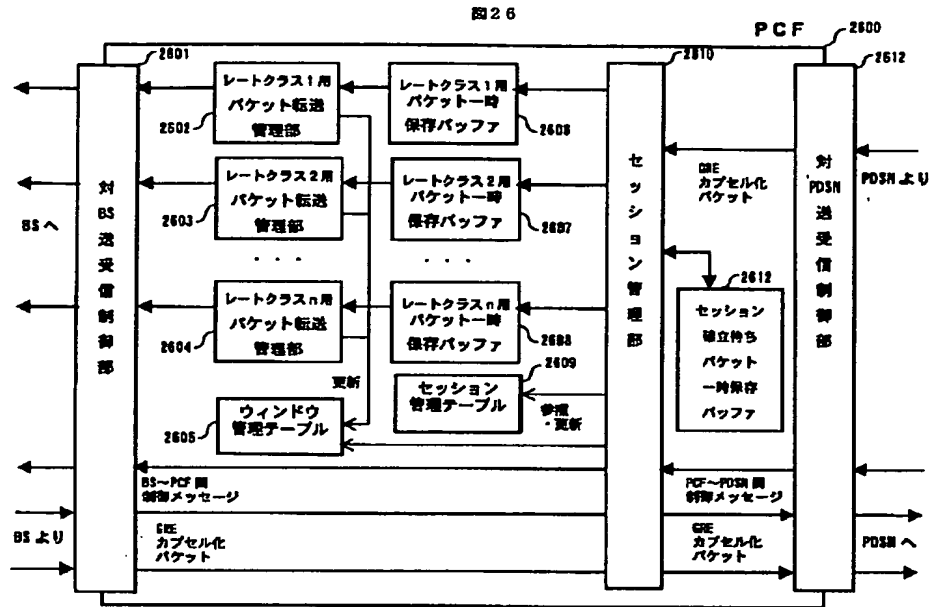 図26
PCF
2600
2601
2610
2612
レートクラス1用
パケット転送
管理部
2502
レートクラス1用
パケット一時
保存バッファ
2608
レートクラス2用
パケット転送
管理部
2603
レートクラス2用
パケット一時
保存バッファ
2697
・・・
・・・
レートクラスn用
パケット転送
管理部
2604
レートクラスn用
パケット一時
保存バッファ
2688
更新
ウィンドウ
管理テーブル
2605
セッション
管理テーブル
2609
参照
・更新
対BS送受信制御部
セッション管理部
対PDSN送受信制御部
GRE
カプセル化
パケット
2612
セッション
確立待ち
パケット
一時保存
バッファ
BSへ
PDSNより
BS～PCF間
制御メッセージ
PCF～PDSN間
制御メッセージ
BSより
GRE
カプセル化
パケット
GRE
カプセル化
パケット
PDSNへ